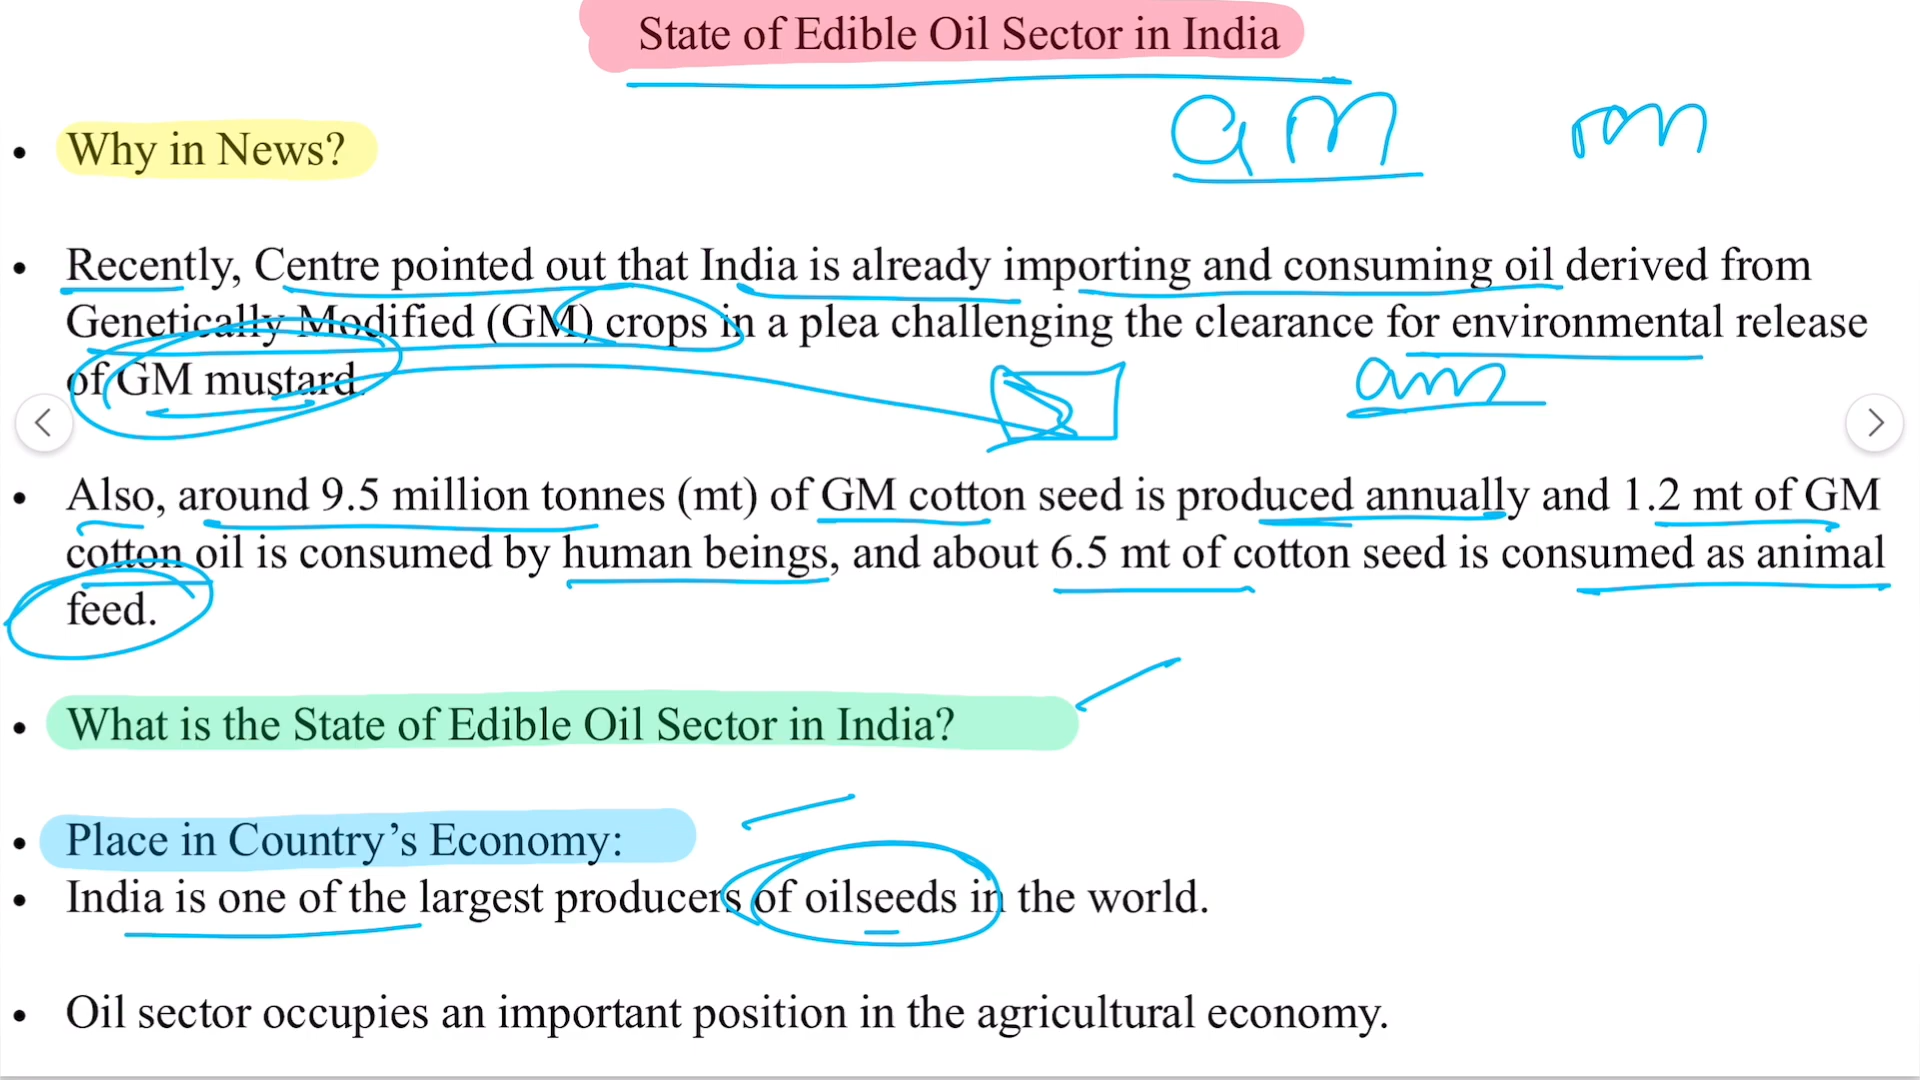 State of Edible Oil Sector in India
GM
m
• Why in News?
• Recently, Centre pointed out that India is already importing and consuming oil derived from
Genetically Modified (GM) crops in a plea challenging the clearance for environmental release
of GM mustard.
GM
• Also, around 9.5 million tonnes (mt) of GM cotton seed is produced annually and 1.2 mt of GM
cotton oil is consumed by human beings, and about 6.5 mt of cotton seed is consumed as animal
feed.
• What is the State of Edible Oil Sector in India?
• Place in Country’s Economy:
• India is one of the largest producers of oilseeds in the world.
• Oil sector occupies an important position in the agricultural economy.